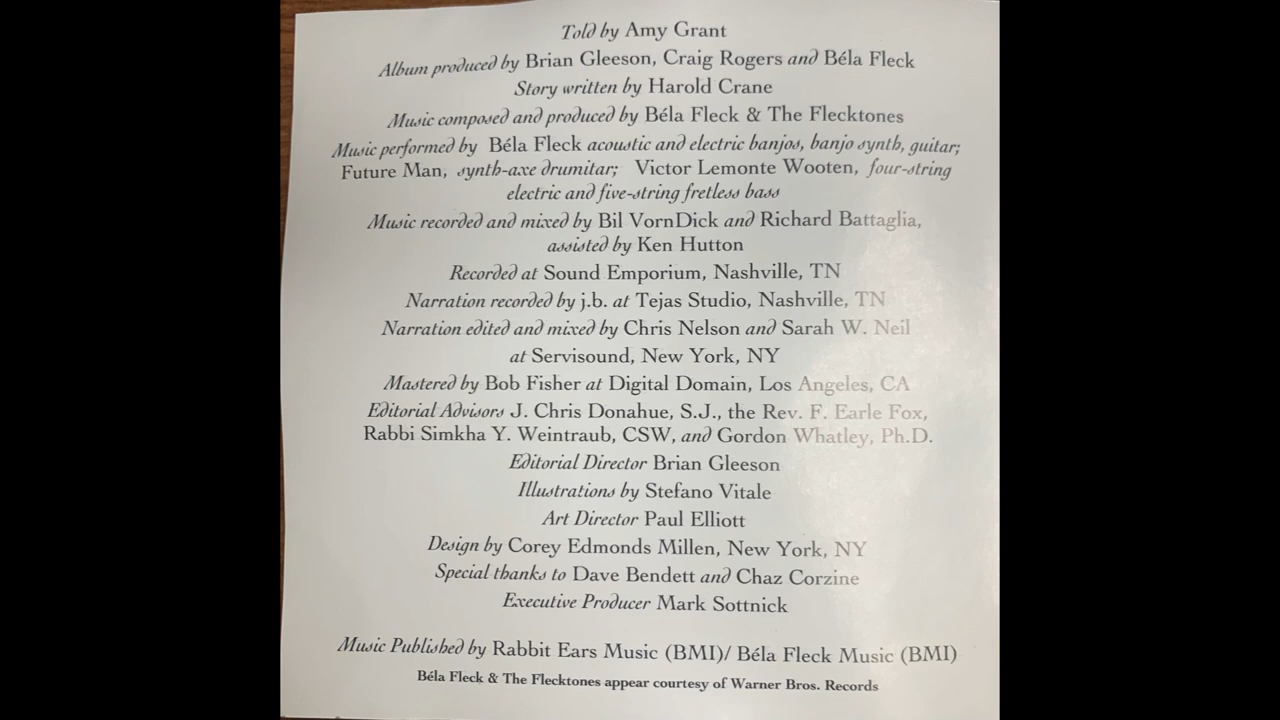 Told by Amy Grant
Album produced by Brian Gleeson, Craig Rogers and Béla Fleck
Story written by Harold Crane
Music composed and produced by Béla Fleck & The Flecktones
Music performed by Béla Fleck acoustic and electric banjos, banjo synth, guitar;
Future Man, synth-axe drumitar; Victor Lemonte Wooten, four-string
electric and five-string fretless bass
Music recorded and mixed by Bil VornDick and Richard Battaglia,
assisted by Ken Hutton
Recorded at Sound Emporium, Nashville, TN
Narration recorded by j.b. at Tejas Studio, Nashville, TN
Narration edited and mixed by Chris Nelson and Sarah W. Neil
at Servisound, New York, NY
Mastered by Bob Fisher at Digital Domain, Los Angeles, CA
Editorial Advisors J. Chris Donahue, S.J., the Rev. F. Earle Fox,
Rabbi Simkha Y. Weintraub, CSW, and Gordon Whatley, Ph.D.
Editorial Director Brian Gleeson
Illustrations by Stefano Vitale
Art Director Paul Elliott
Design by Corey Edmonds Millen, New York, NY
Special thanks to Dave Bendett and Chaz Corzine
Executive Producer Mark Sottnick
Music Published by Rabbit Ears Music (BMI)/ Béla Fleck Music (BMI)
Béla Fleck & The Flecktones appear courtesy of Warner Bros. Records